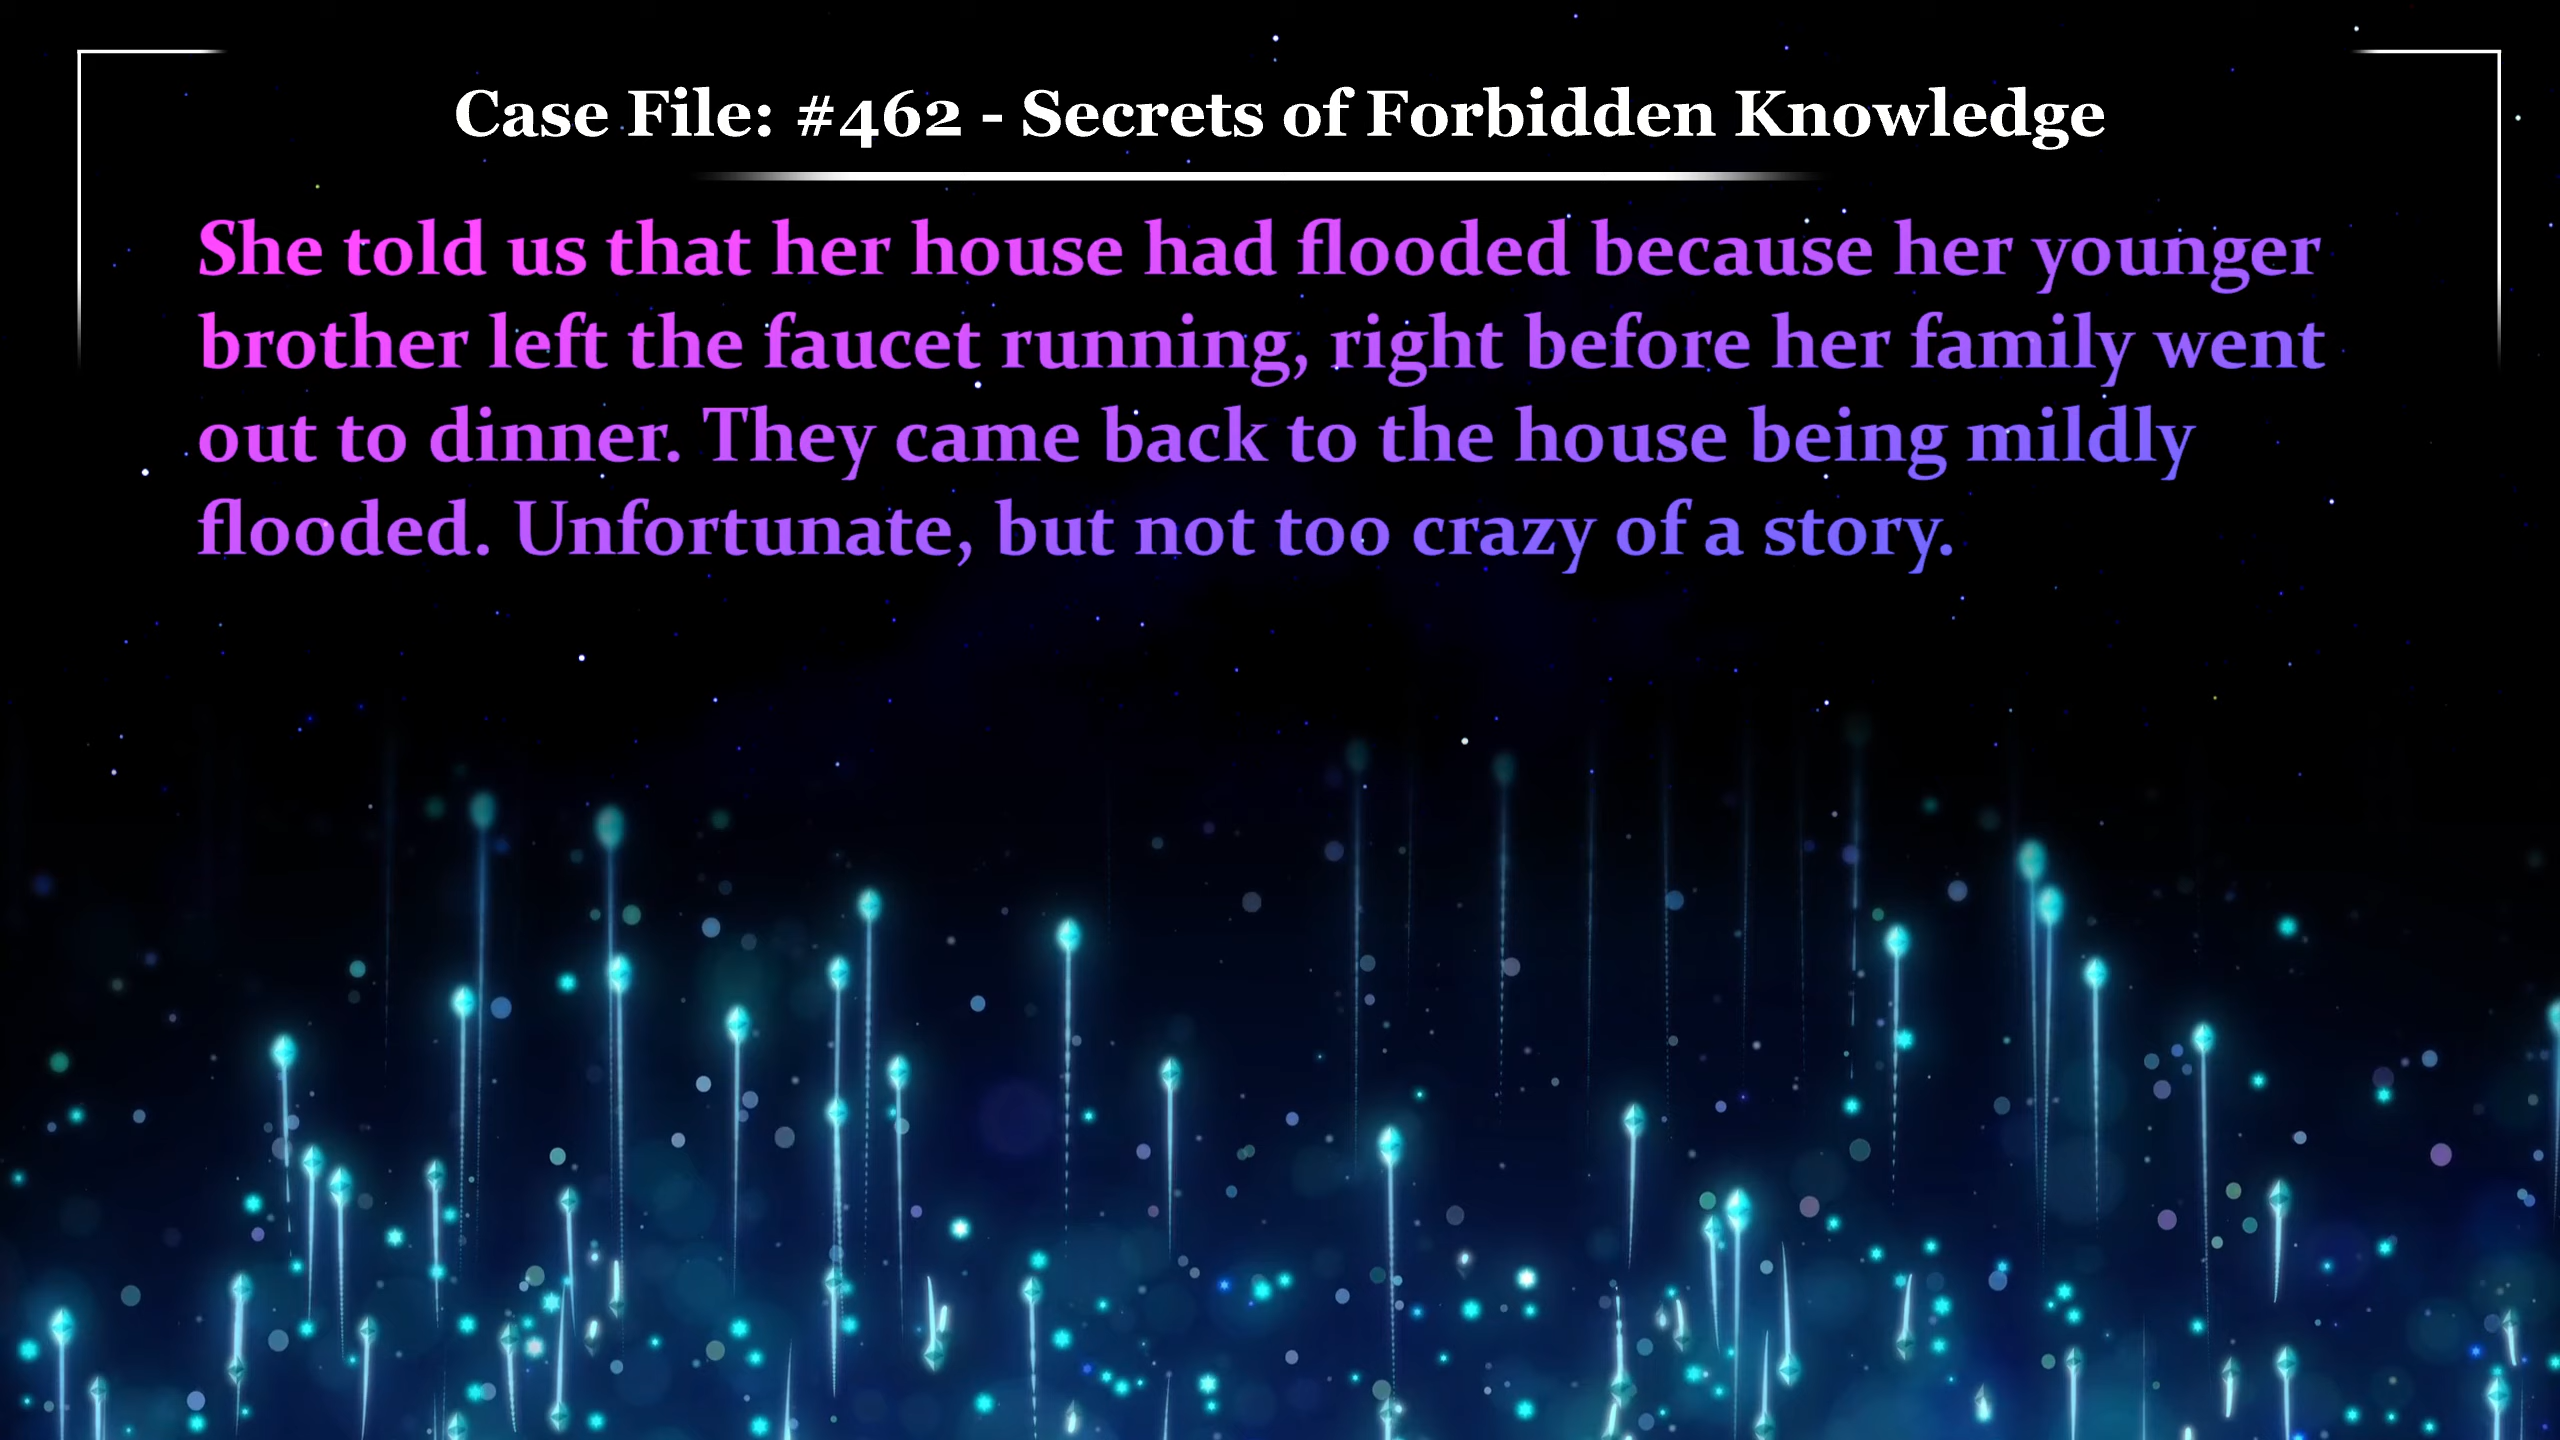 Case File: #462 - Secrets of Forbidden Knowledge
She told us that her house had flooded because her younger
brother left the faucet running, right before her family went
out to dinner. They came back to the house being mildly
flooded. Unfortunate, but not too crazy of a story.